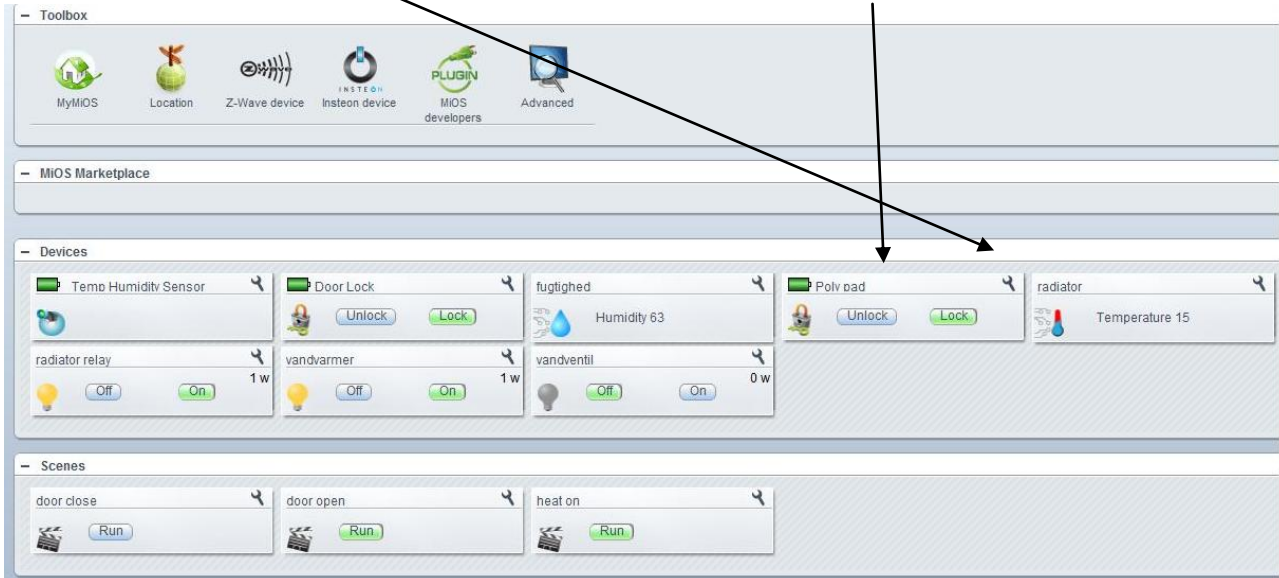 – Toolbox
MyMiOS
Location
Z-Wave device
INSTEON
Insteon device
PLUGIN
MiOS
developers
Advanced
– MiOS Marketplace
– Devices
Temp Humidity Sensor
Door Lock
Unlock Lock
fugtighed
Humidity 63
Poly pad
Unlock Lock
radiator
Temperature 15
radiator relay
1 w
Off On
vandvarmer
1 w
Off On
vandventil
0 w
Off On
– Scenes
door close
Run
door open
Run
heat on
Run